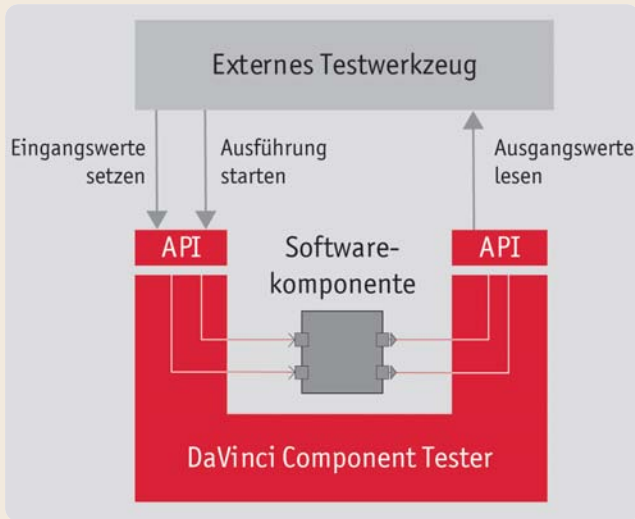 Externes Testwerkzeug
Eingangswerte
setzen
Ausführung
starten
Ausgangswerte
lesen
API
Software-
komponente
API
DaVinci Component Tester